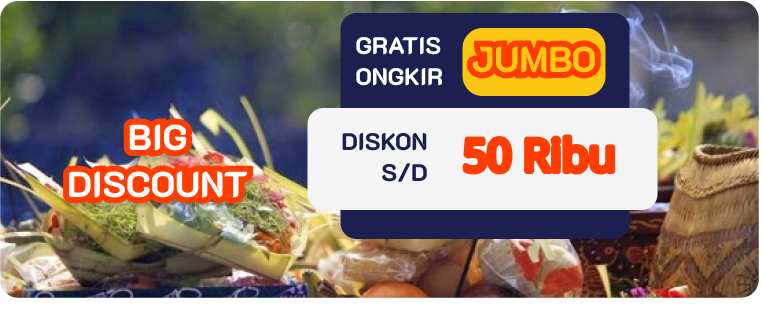 BIG
DISCOUNT
GRATIS
ONGKIR
JUMBO
DISKON
S/D
50 Ribu